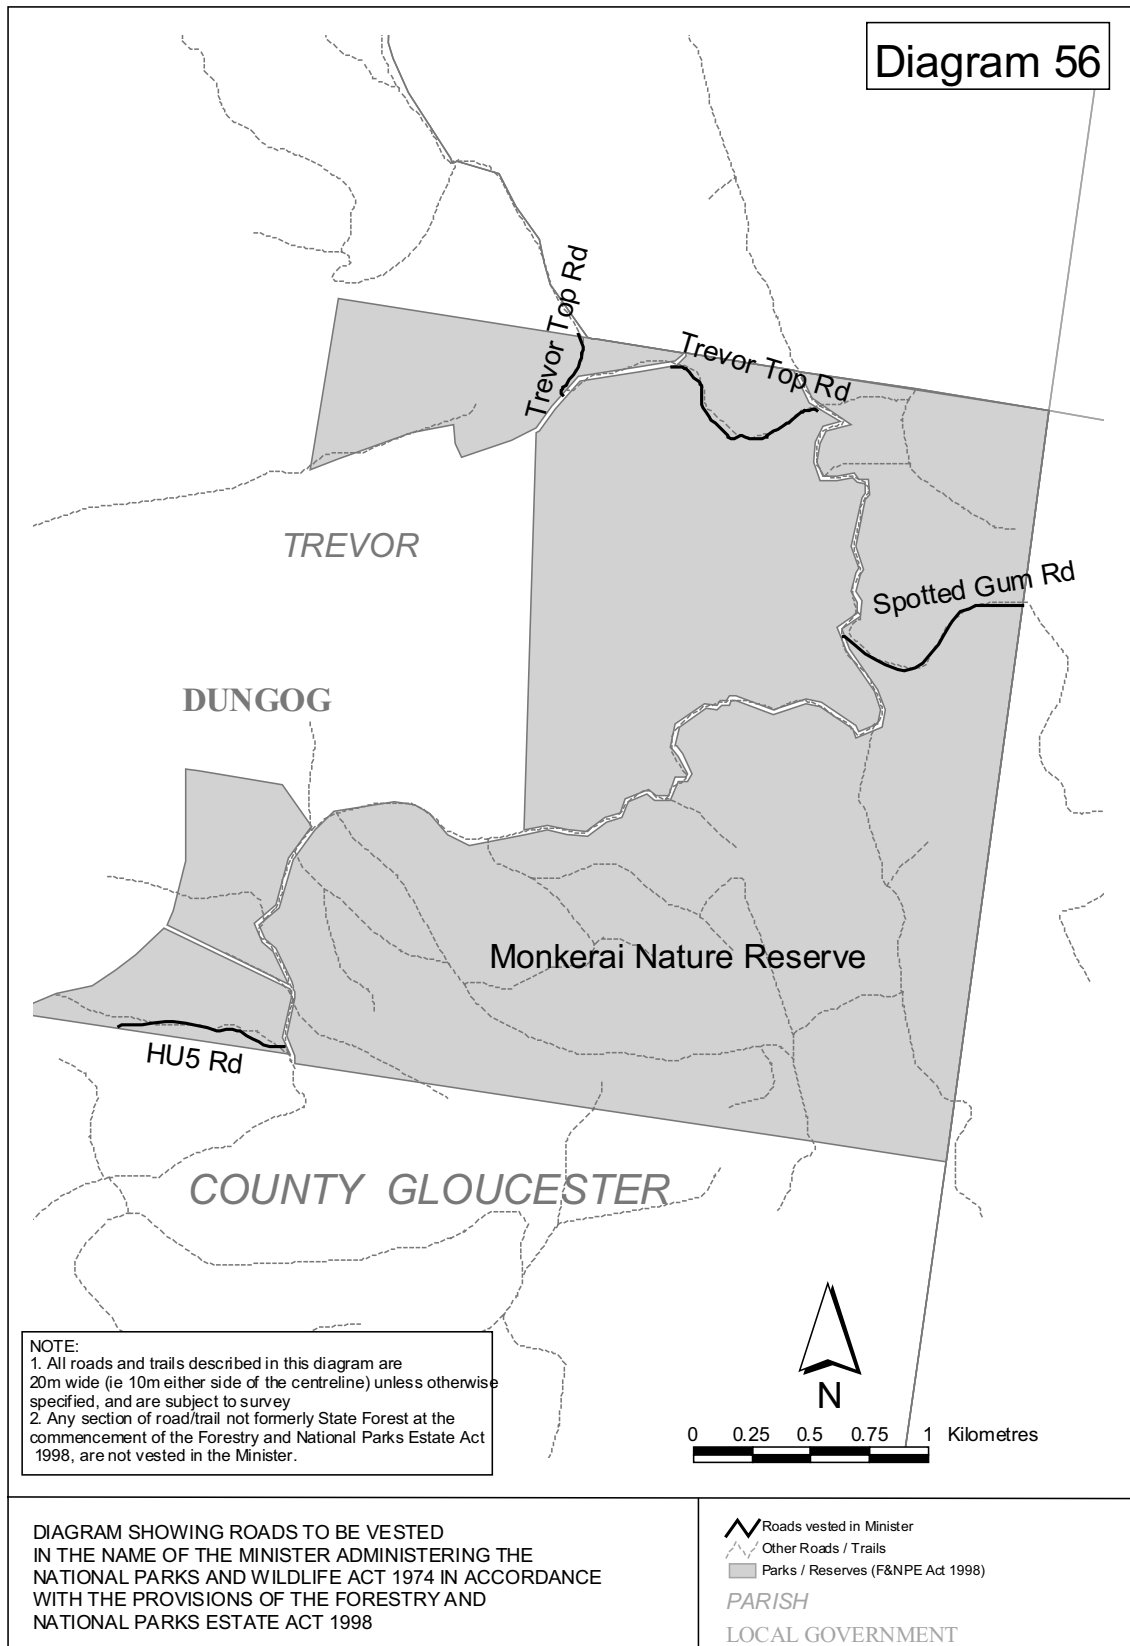 Diagram 56
Trevor Top Rd
Trevor Top Rd
TREVOR
Spotted Gum Rd
DUNGOG
Monkerai Nature Reserve
HU5 Rd
COUNTY GLOUCESTER
N
0 0.25 0.5 0.75 1 Kilometres
NOTE:
1. All roads and trails described in this diagram are
20m wide (ie 10m either side of the centreline) unless otherwise
specified, and are subject to survey
2. Any section of road/trail not formerly State Forest at the
commencement of the Forestry and National Parks Estate Act
1998, are not vested in the Minister.
DIAGRAM SHOWING ROADS TO BE VESTED
IN THE NAME OF THE MINISTER ADMINISTERING THE
NATIONAL PARKS AND WILDLIFE ACT 1974 IN ACCORDANCE
WITH THE PROVISIONS OF THE FORESTRY AND
NATIONAL PARKS ESTATE ACT 1998
Roads vested in Minister
Other Roads / Trails
Parks / Reserves (F&NPE Act 1998)
PARISH
LOCAL GOVERNMENT